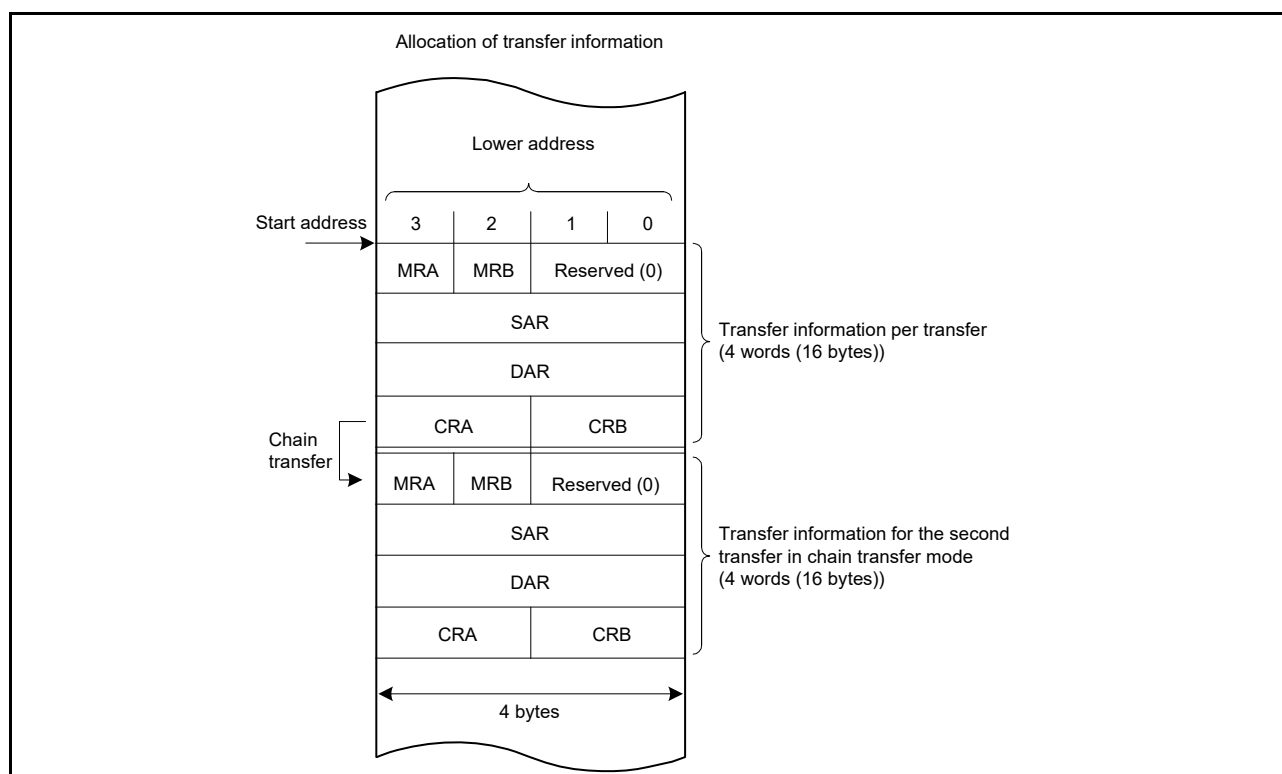 Allocation of transfer information
Lower address
Start address 3 2 1 0
MRA MRB Reserved (0)
SAR
Transfer information per transfer
(4 words (16 bytes))
DAR
CRA CRB
Chain
transfer
MRA MRB Reserved (0)
SAR
Transfer information for the second
transfer in chain transfer mode
(4 words (16 bytes))
DAR
CRA CRB
4 bytes